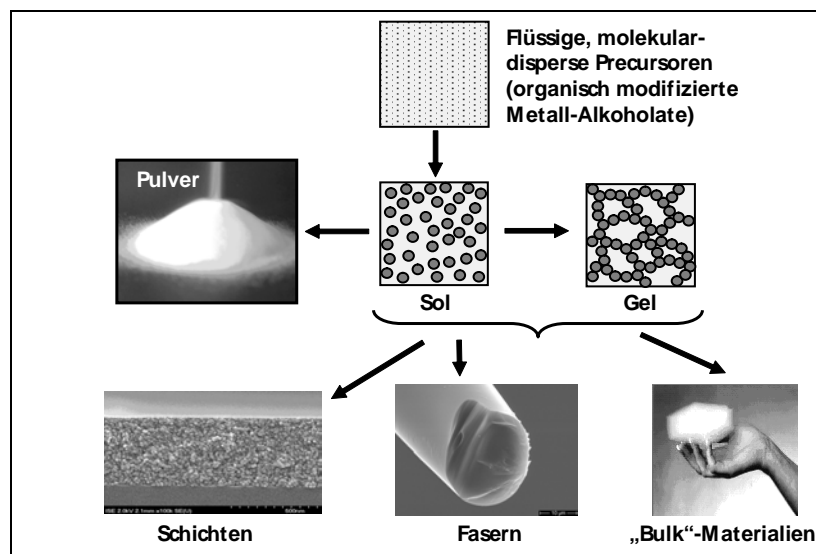 Flüssige, molekular-
disperse Precursoren
(organisch modifizierte
Metall-Alkoholate)
Pulver
Sol
Gel
Schichten
Fasern
„Bulk“-Materialien